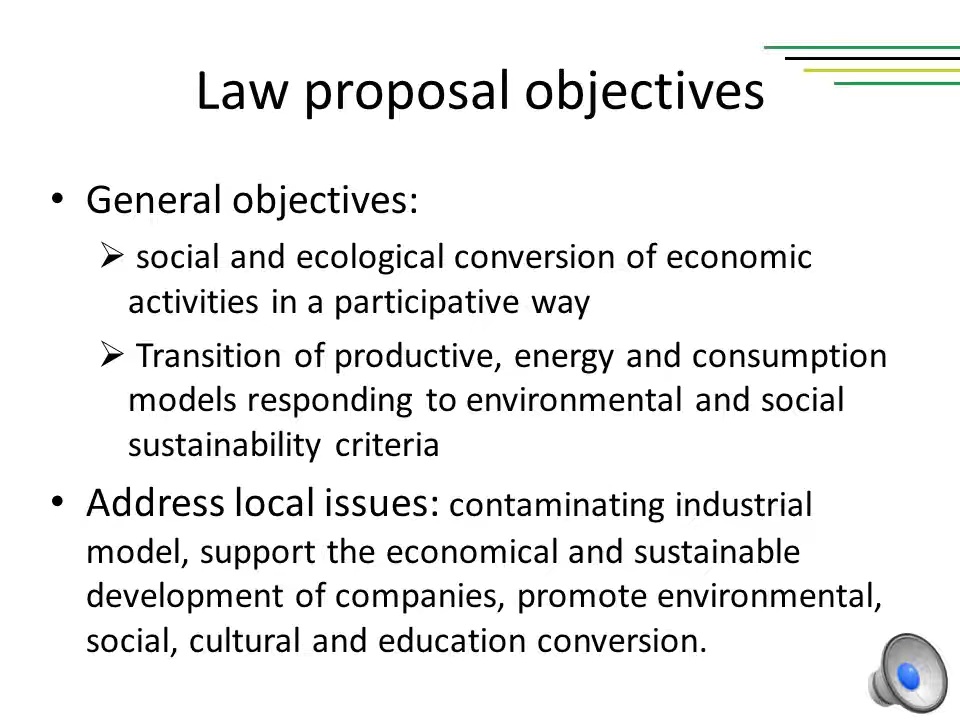 Law proposal objectives
• General objectives:
➢ social and ecological conversion of economic
activities in a participative way
➢ Transition of productive, energy and consumption
models responding to environmental and social
sustainability criteria
• Address local issues: contaminating industrial
model, support the economical and sustainable
development of companies, promote environmental,
social, cultural and education conversion.